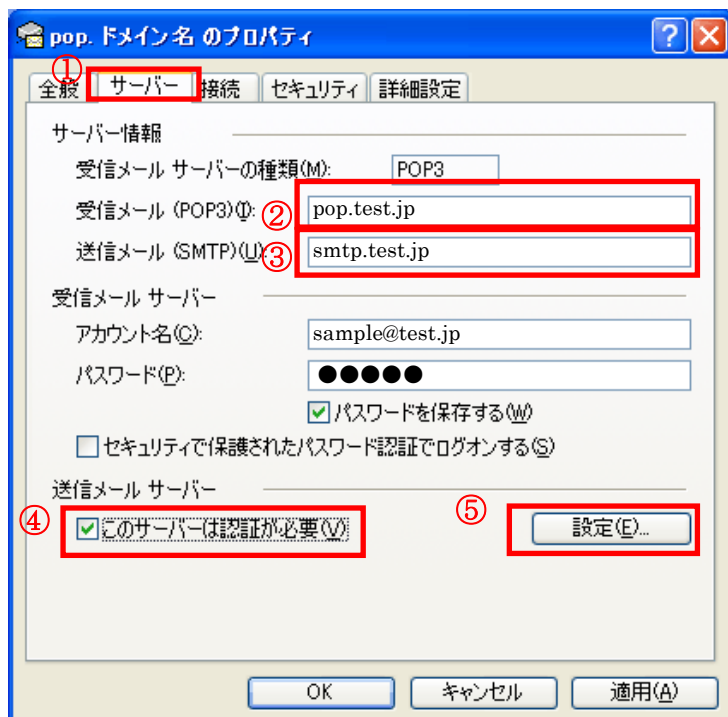 pop. ドメイン名 のプロパティ
①
全般 サーバー 接続 セキュリティ 詳細設定
サーバー情報
受信メール サーバーの種類(M): POP3
受信メール (POP3)(I): ② pop.test.jp
送信メール (SMTP)(U): ③ smtp.test.jp
受信メール サーバー
アカウント名(C): sample@test.jp
パスワード(P): ●●●●●
パスワードを保存する(W)
セキュリティで保護されたパスワード認証でログオンする(S)
送信メール サーバー
④ このサーバーは認証が必要(V) ⑤ 設定(E)...
OK キャンセル 適用(A)